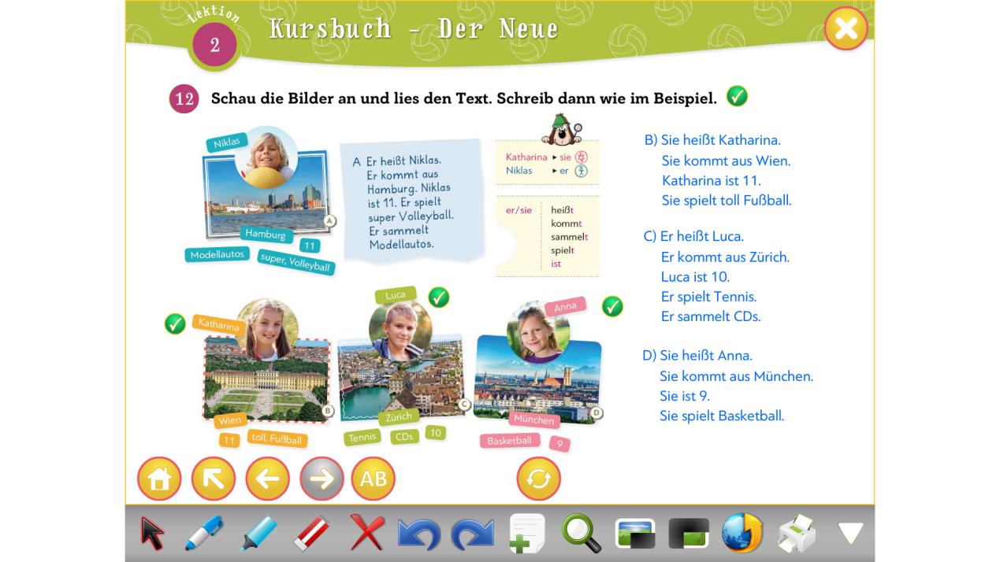 Lektion
2
Kursbuch - Der Neue
12
Schau die Bilder an und lies den Text. Schreib dann wie im Beispiel.
Niklas
A
Hamburg
11
Modellautos
super, Volleyball
A Er heißt Niklas.
Er kommt aus
Hamburg. Niklas
ist 11. Er spielt
super Volleyball.
Er sammelt
Modellautos.
Katharina ▸ sie
Niklas ▸ er
er/sie
heißt
kommt
sammelt
spielt
ist
Katharina
B
Wien
11
toll, Fußball
Luca
C
Zürich
Tennis
CDs
10
Anna
D
München
Basketball
9
B) Sie heißt Katharina.
Sie kommt aus Wien.
Katharina ist 11.
Sie spielt toll Fußball.
C) Er heißt Luca.
Er kommt aus Zürich.
Luca ist 10.
Er spielt Tennis.
Er sammelt CDs.
D) Sie heißt Anna.
Sie kommt aus München.
Sie ist 9.
Sie spielt Basketball.
AB